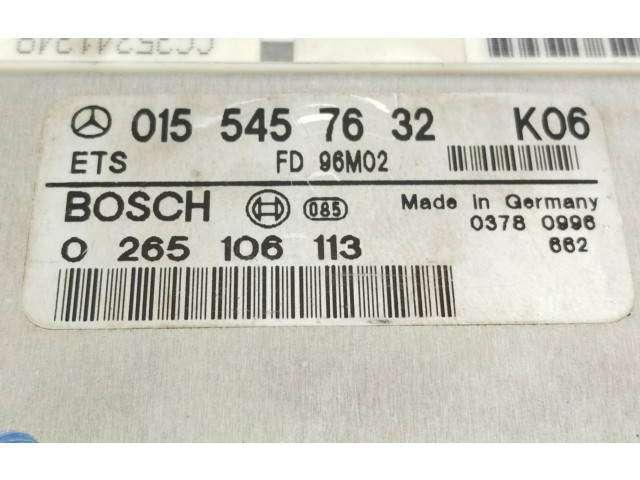 CC35241349
015 545 76 32 K06
ETS FD 96M02
BOSCH 085 Made In Germany
0378 0996
0 265 106 113 662